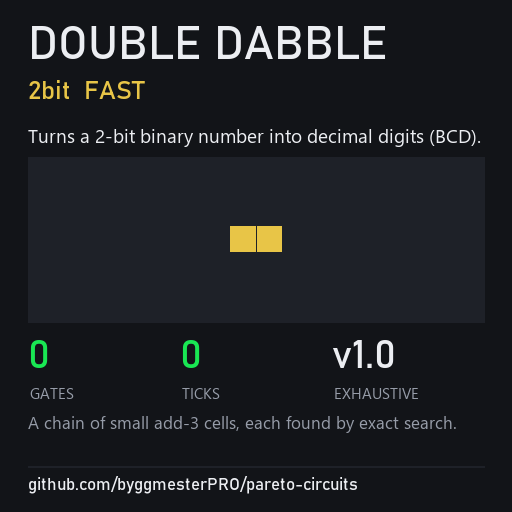 DOUBLE DABBLE
2bit FAST
Turns a 2-bit binary number into decimal digits (BCD).
0 0 v1.0
GATES TICKS EXHAUSTIVE
A chain of small add-3 cells, each found by exact search.
github.com/byggmesterPRO/pareto-circuits